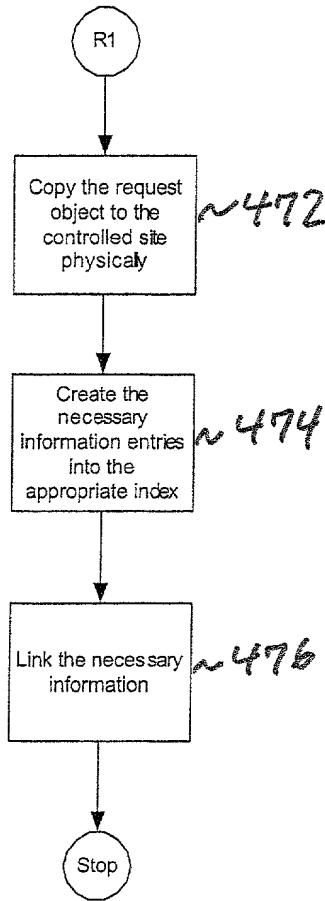 R1
Copy the request
object to the
controlled site
physically
~472
Create the
necessary
information entries
into the
appropriate index
~474
Link the necessary
information
~476
Stop